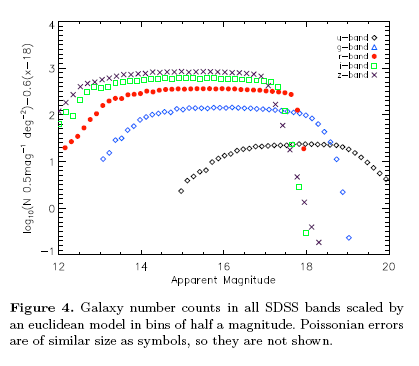 4
3
2
1
0
−1
log₁₀(N 0.5mag⁻¹ deg⁻²)−0.6(x−18)
u-band
g-band
r-band
i-band
z-band
12 14 16 18 20
Apparent Magnitude
Figure 4. Galaxy number counts in all SDSS bands scaled by
an euclidean model in bins of half a magnitude. Poissonian errors
are of similar size as symbols, so they are not shown.